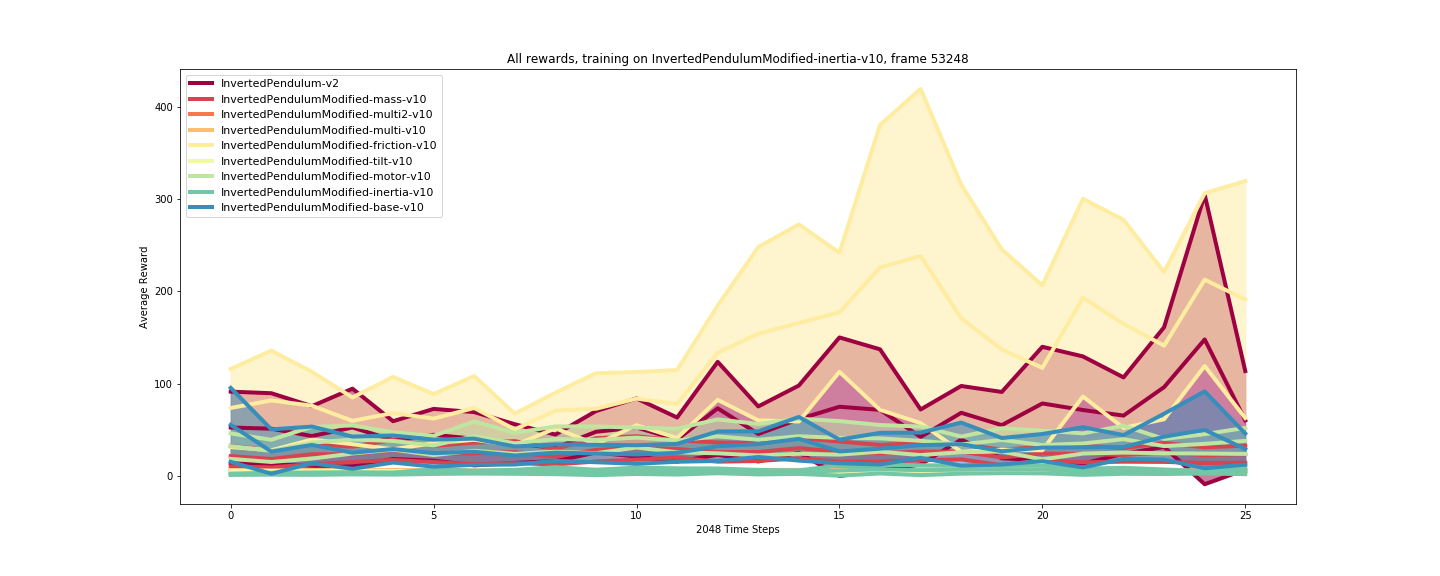 All rewards, training on InvertedPendulumModified-inertia-v10, frame 53248
InvertedPendulum-v2
InvertedPendulumModified-mass-v10
InvertedPendulumModified-multi2-v10
InvertedPendulumModified-multi-v10
InvertedPendulumModified-friction-v10
InvertedPendulumModified-tilt-v10
InvertedPendulumModified-motor-v10
InvertedPendulumModified-inertia-v10
InvertedPendulumModified-base-v10
400
300
200
100
0
Average Reward
0 5 10 15 20 25
2048 Time Steps